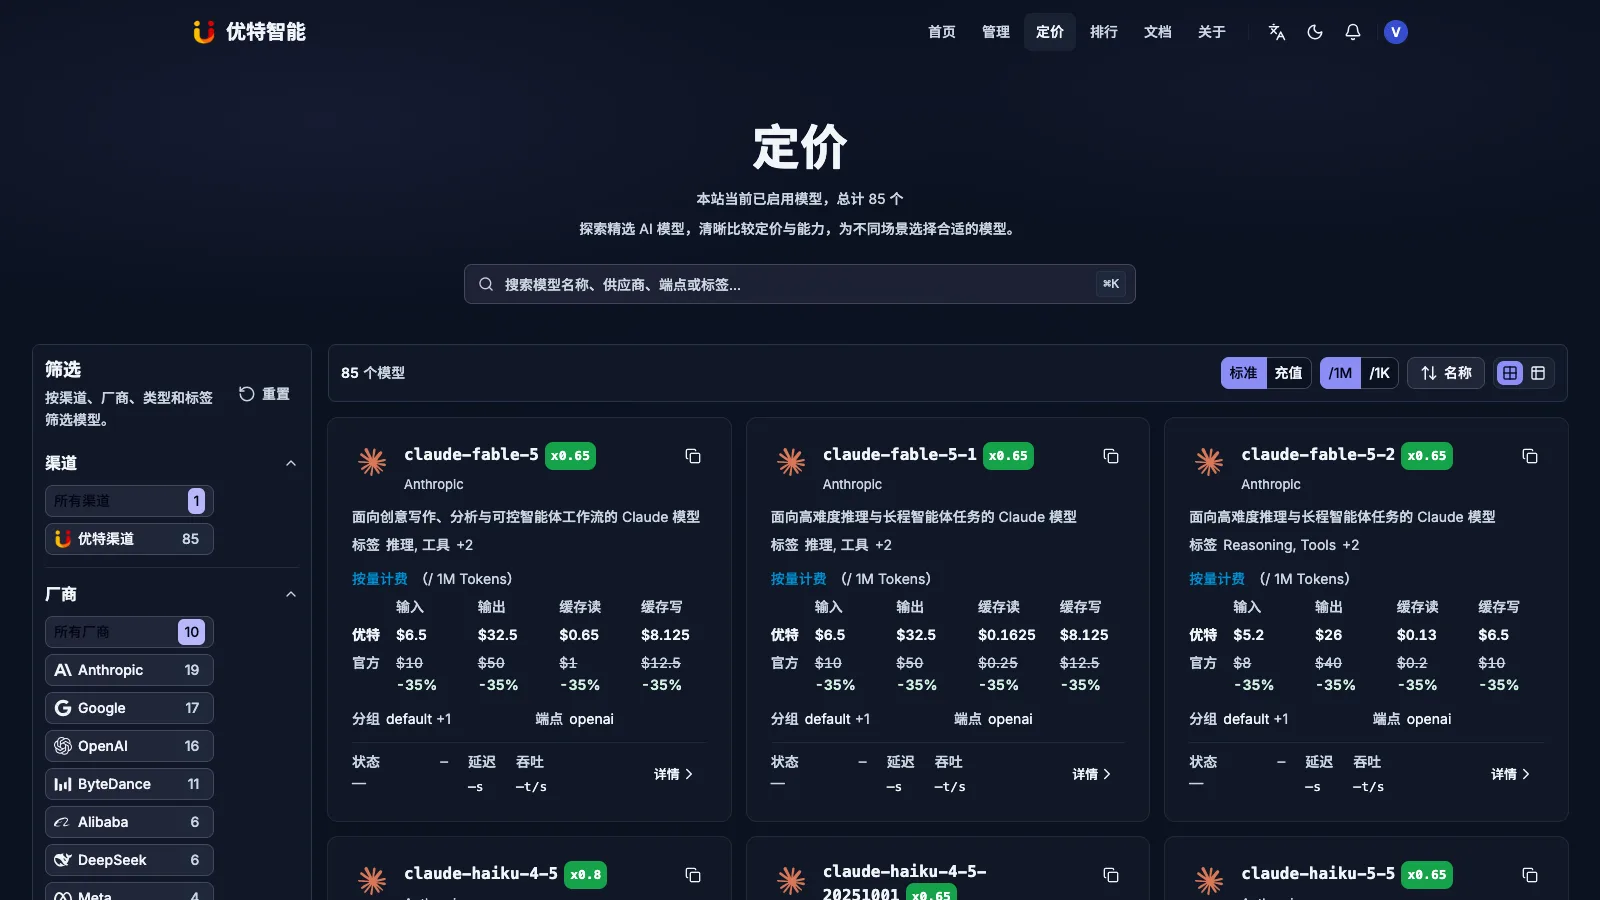 优特智能
首页 管理 定价 排行 文档 关于 V
定价
本站当前已启用模型，总计 85 个
探索精选 AI 模型，清晰比较定价与能力，为不同场景选择合适的模型。
搜索模型名称、供应商、端点或标签... ⌘K
筛选
按渠道、厂商、类型和标签
筛选模型。
重置
渠道
所有渠道 1
优特渠道 85
厂商
所有厂商 10
Anthropic 19
Google 17
OpenAI 16
ByteDance 11
Alibaba 6
DeepSeek 6
Meta 4
85 个模型
标准 充值 /1M /1K 名称
claude-fable-5 x0.65
Anthropic
面向创意写作、分析与可控智能体工作流的 Claude 模型
标签 推理, 工具 +2
按量计费 (/ 1M Tokens)
输入 输出 缓存读 缓存写
优特 $6.5 $32.5 $0.65 $8.125
官方 $10 $50 $1 $12.5
-35% -35% -35% -35%
分组 default +1 端点 openai
状态 – 延迟 吞吐
— –s –t/s
详情
claude-fable-5-1 x0.65
Anthropic
面向高难度推理与长程智能体任务的 Claude 模型
标签 推理, 工具 +2
按量计费 (/ 1M Tokens)
输入 输出 缓存读 缓存写
优特 $6.5 $32.5 $0.1625 $8.125
官方 $10 $50 $0.25 $12.5
-35% -35% -35% -35%
分组 default +1 端点 openai
状态 – 延迟 吞吐
— –s –t/s
详情
claude-fable-5-2 x0.65
Anthropic
面向高难度推理与长程智能体任务的 Claude 模型
标签 Reasoning, Tools +2
按量计费 (/ 1M Tokens)
输入 输出 缓存读 缓存写
优特 $5.2 $26 $0.13 $6.5
官方 $8 $40 $0.2 $10
-35% -35% -35% -35%
分组 default +1 端点 openai
状态 – 延迟 吞吐
— –s –t/s
详情
claude-haiku-4-5 x0.8
claude-haiku-4-5-
20251001 x0.65
claude-haiku-5-5 x0.65